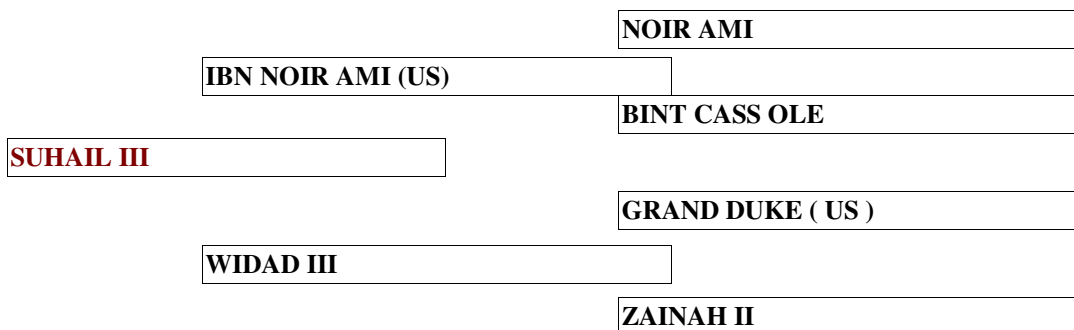 NOIR AMI
IBN NOIR AMI (US)
BINT CASS OLE
SUHAIL III
GRAND DUKE ( US )
WIDAD III
ZAINAH II